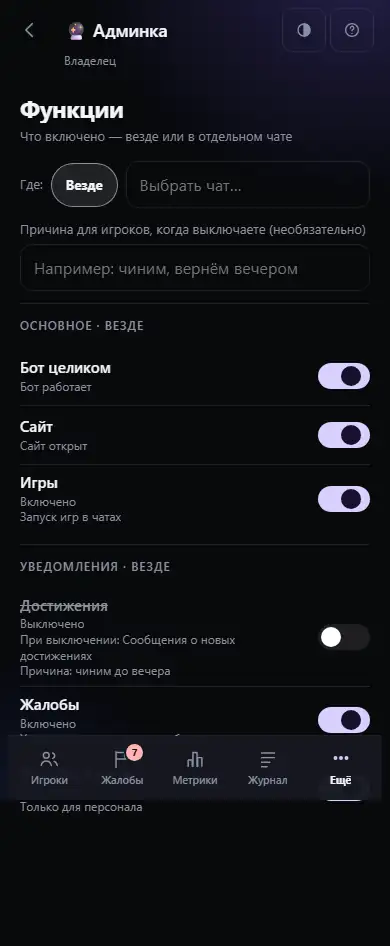 Админка
Владелец
Функции
Что включено — везде или в отдельном чате
Где: Везде Выбрать чат...
Причина для игроков, когда выключаете (необязательно)
Например: чиним, вернём вечером
ОСНОВНОЕ · ВЕЗДЕ
Бот целиком
Бот работает
Сайт
Сайт открыт
Игры
Включено
Запуск игр в чатах
УВЕДОМЛЕНИЯ · ВЕЗДЕ
Достижения
Выключено
При выключении: Сообщения о новых
достижениях
Причина: чиним до вечера
Жалобы
Включено
7
Игроки Жалобы Метрики Журнал Ещё
Только для персонала